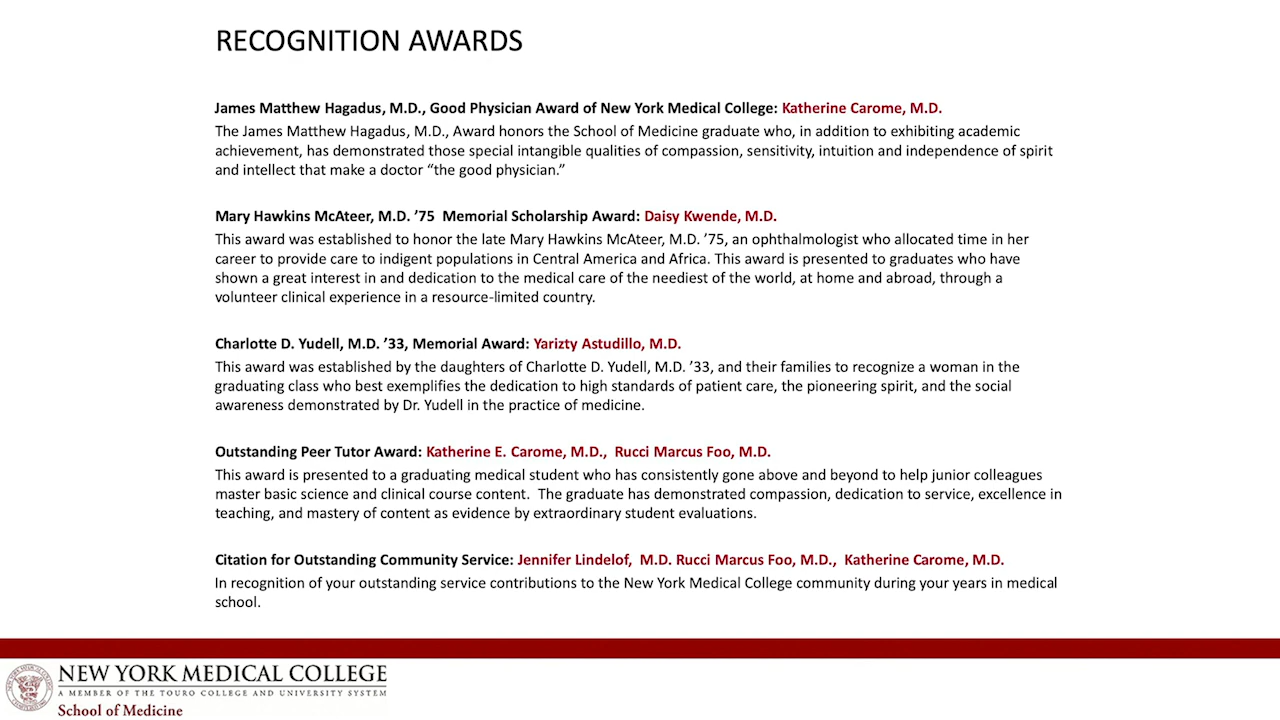 RECOGNITION AWARDS
James Matthew Hagadus, M.D., Good Physician Award of New York Medical College: Katherine Carome, M.D.
The James Matthew Hagadus, M.D., Award honors the School of Medicine graduate who, in addition to exhibiting academic
achievement, has demonstrated those special intangible qualities of compassion, sensitivity, intuition and independence of spirit
and intellect that make a doctor “the good physician.”
Mary Hawkins McAteer, M.D. ’75  Memorial Scholarship Award: Daisy Kwende, M.D.
This award was established to honor the late Mary Hawkins McAteer, M.D. ’75, an ophthalmologist who allocated time in her
career to provide care to indigent populations in Central America and Africa. This award is presented to graduates who have
shown a great interest in and dedication to the medical care of the neediest of the world, at home and abroad, through a
volunteer clinical experience in a resource-limited country.
Charlotte D. Yudell, M.D. ’33, Memorial Award: Yarizty Astudillo, M.D.
This award was established by the daughters of Charlotte D. Yudell, M.D. ’33, and their families to recognize a woman in the
graduating class who best exemplifies the dedication to high standards of patient care, the pioneering spirit, and the social
awareness demonstrated by Dr. Yudell in the practice of medicine.
Outstanding Peer Tutor Award: Katherine E. Carome, M.D.,  Rucci Marcus Foo, M.D.
This award is presented to a graduating medical student who has consistently gone above and beyond to help junior colleagues
master basic science and clinical course content.  The graduate has demonstrated compassion, dedication to service, excellence in
teaching, and mastery of content as evidence by extraordinary student evaluations.
Citation for Outstanding Community Service: Jennifer Lindelof,  M.D. Rucci Marcus Foo, M.D.,  Katherine Carome, M.D.
In recognition of your outstanding service contributions to the New York Medical College community during your years in medical
school.
NEW YORK MEDICAL COLLEGE
A MEMBER OF THE TOURO COLLEGE AND UNIVERSITY SYSTEM
School of Medicine